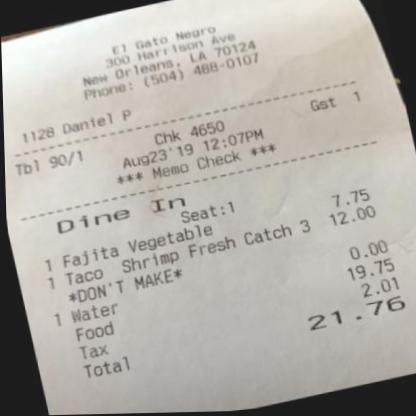 El Gato Negro
300 Harrison Ave
New Orleans, LA 70124
Phone: (504) 488-0107
1128 Daniel P
Tbl 90/1 Chk 4650 Gst 1
Aug23'19 12:07PM
*** Memo Check ***
Dine In
Seat:1
1 Fajita Vegetable 7.75
1 Taco Shrimp Fresh Catch 3 12.00
*DON'T MAKE*
1 Water 0.00
Food 19.75
Tax 2.01
Total 21.76